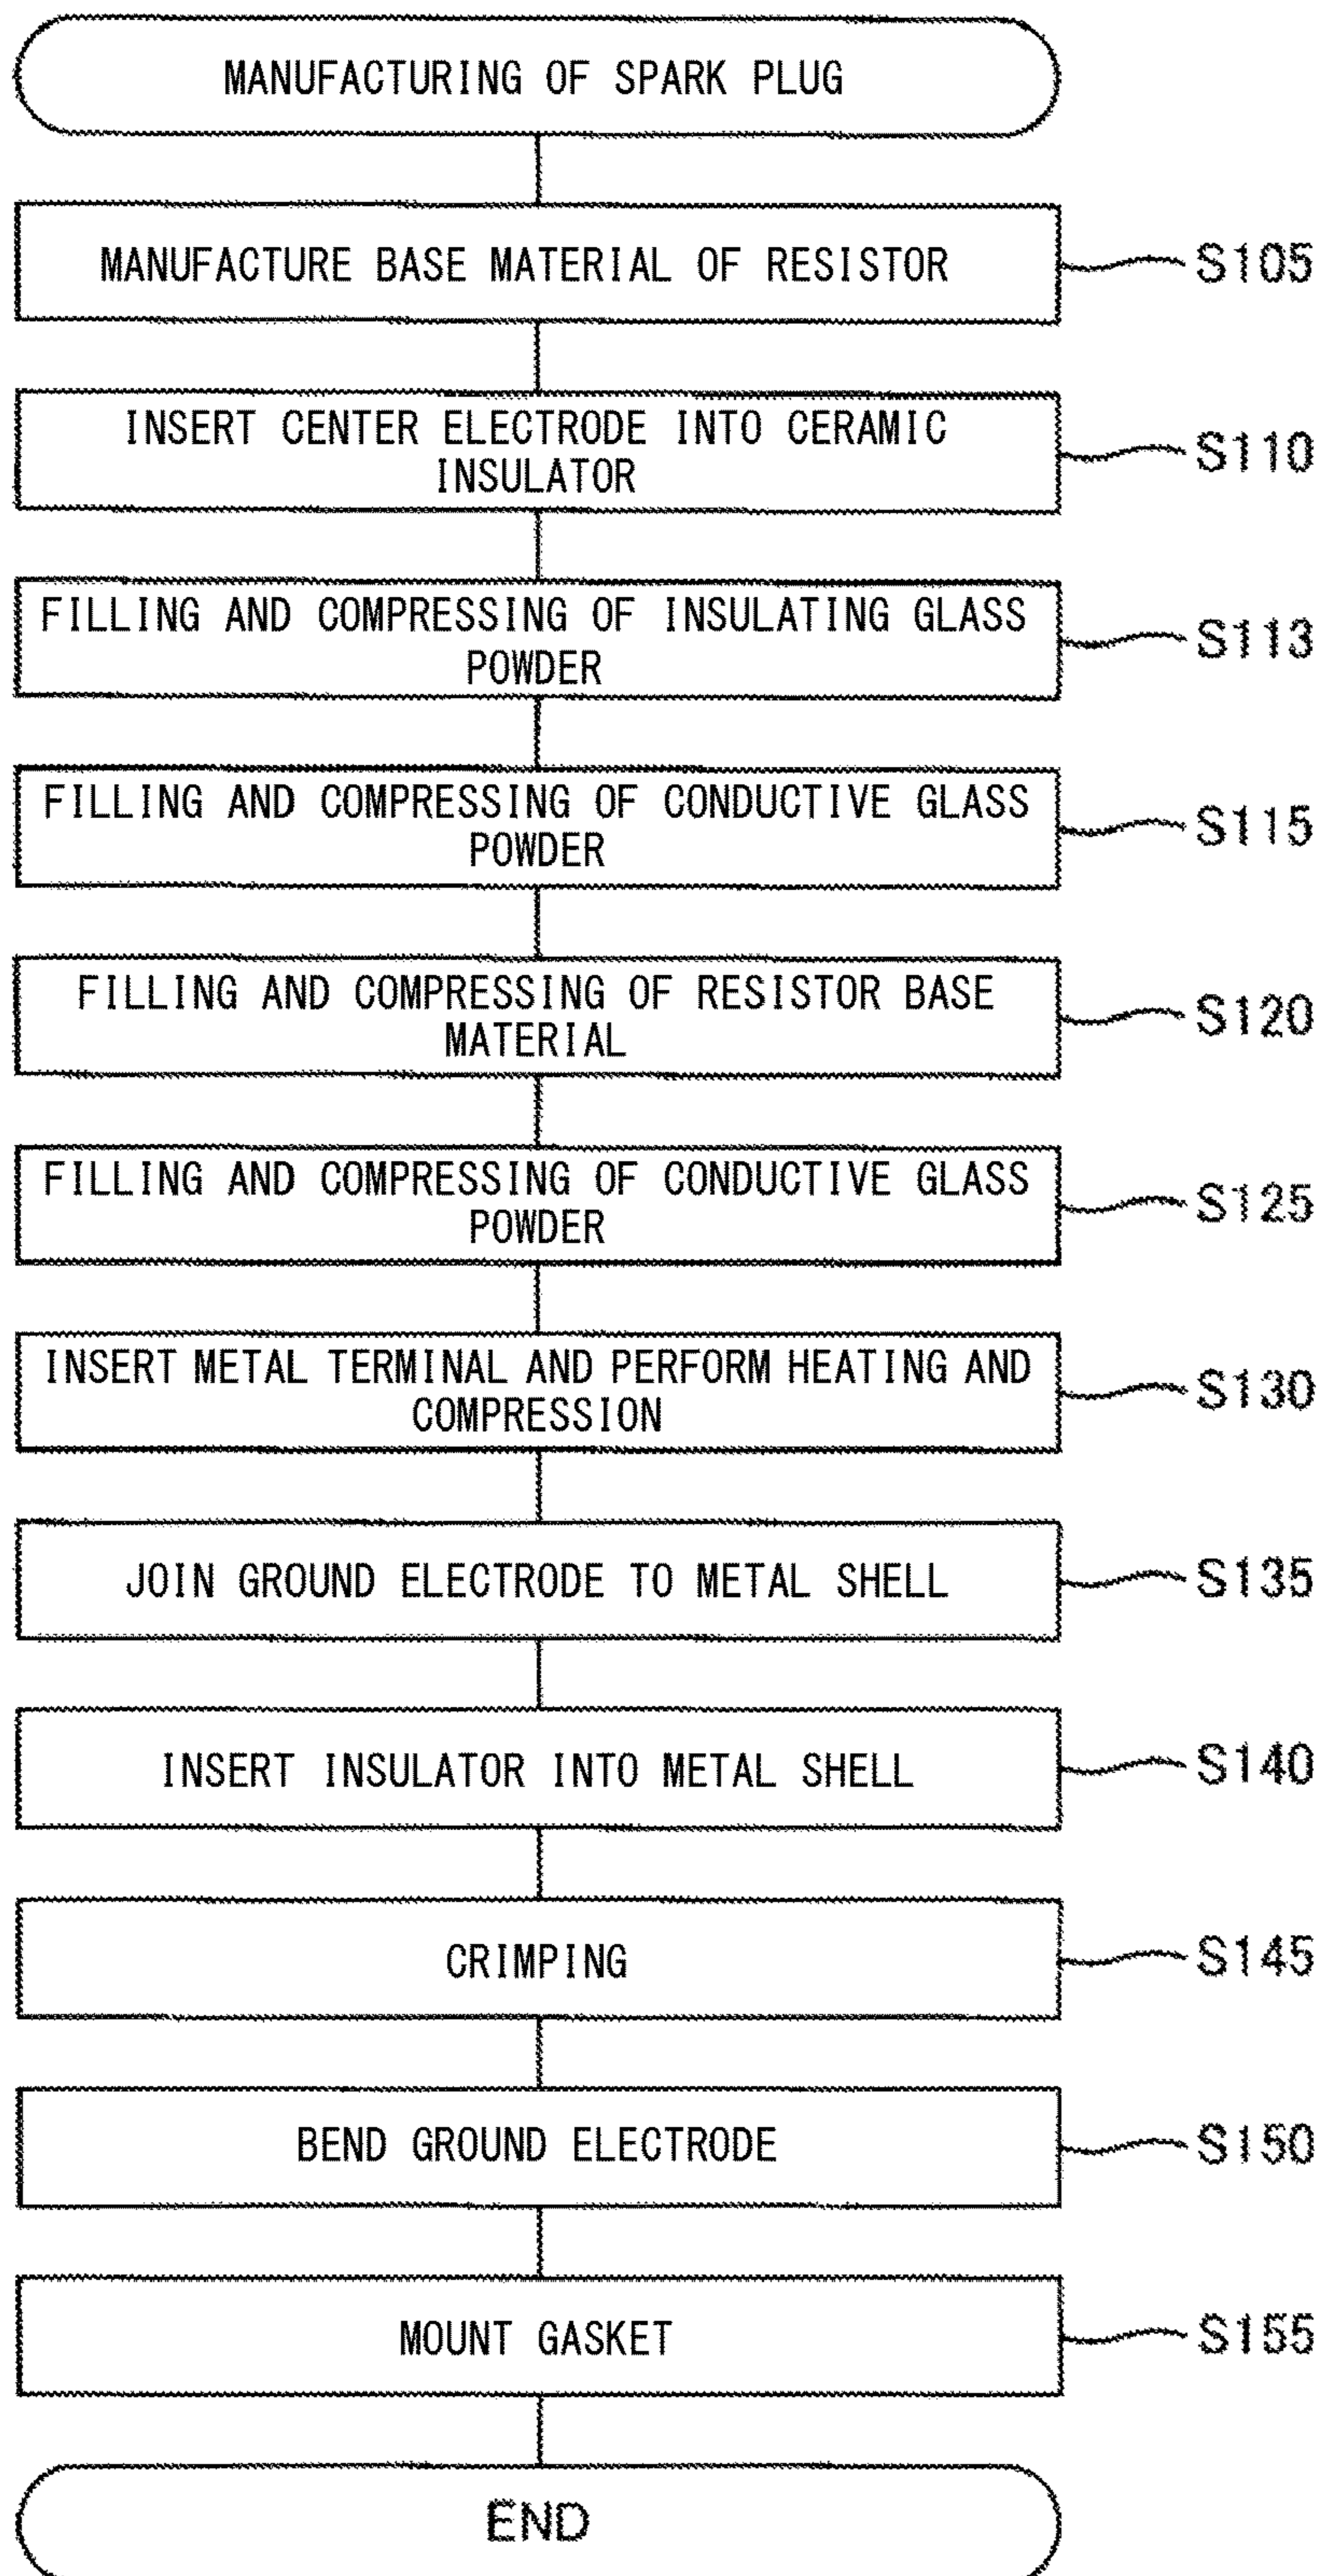 MANUFACTURING OF SPARK PLUG
MANUFACTURE BASE MATERIAL OF RESISTOR
S105
INSERT CENTER ELECTRODE INTO CERAMIC
INSULATOR
S110
FILLING AND COMPRESSING OF INSULATING GLASS
POWDER
S113
FILLING AND COMPRESSING OF CONDUCTIVE GLASS
POWDER
S115
FILLING AND COMPRESSING OF RESISTOR BASE
MATERIAL
S120
FILLING AND COMPRESSING OF CONDUCTIVE GLASS
POWDER
S125
INSERT METAL TERMINAL AND PERFORM HEATING AND
COMPRESSION
S130
JOIN GROUND ELECTRODE TO METAL SHELL
S135
INSERT INSULATOR INTO METAL SHELL
S140
CRIMPING
S145
BEND GROUND ELECTRODE
S150
MOUNT GASKET
S155
END